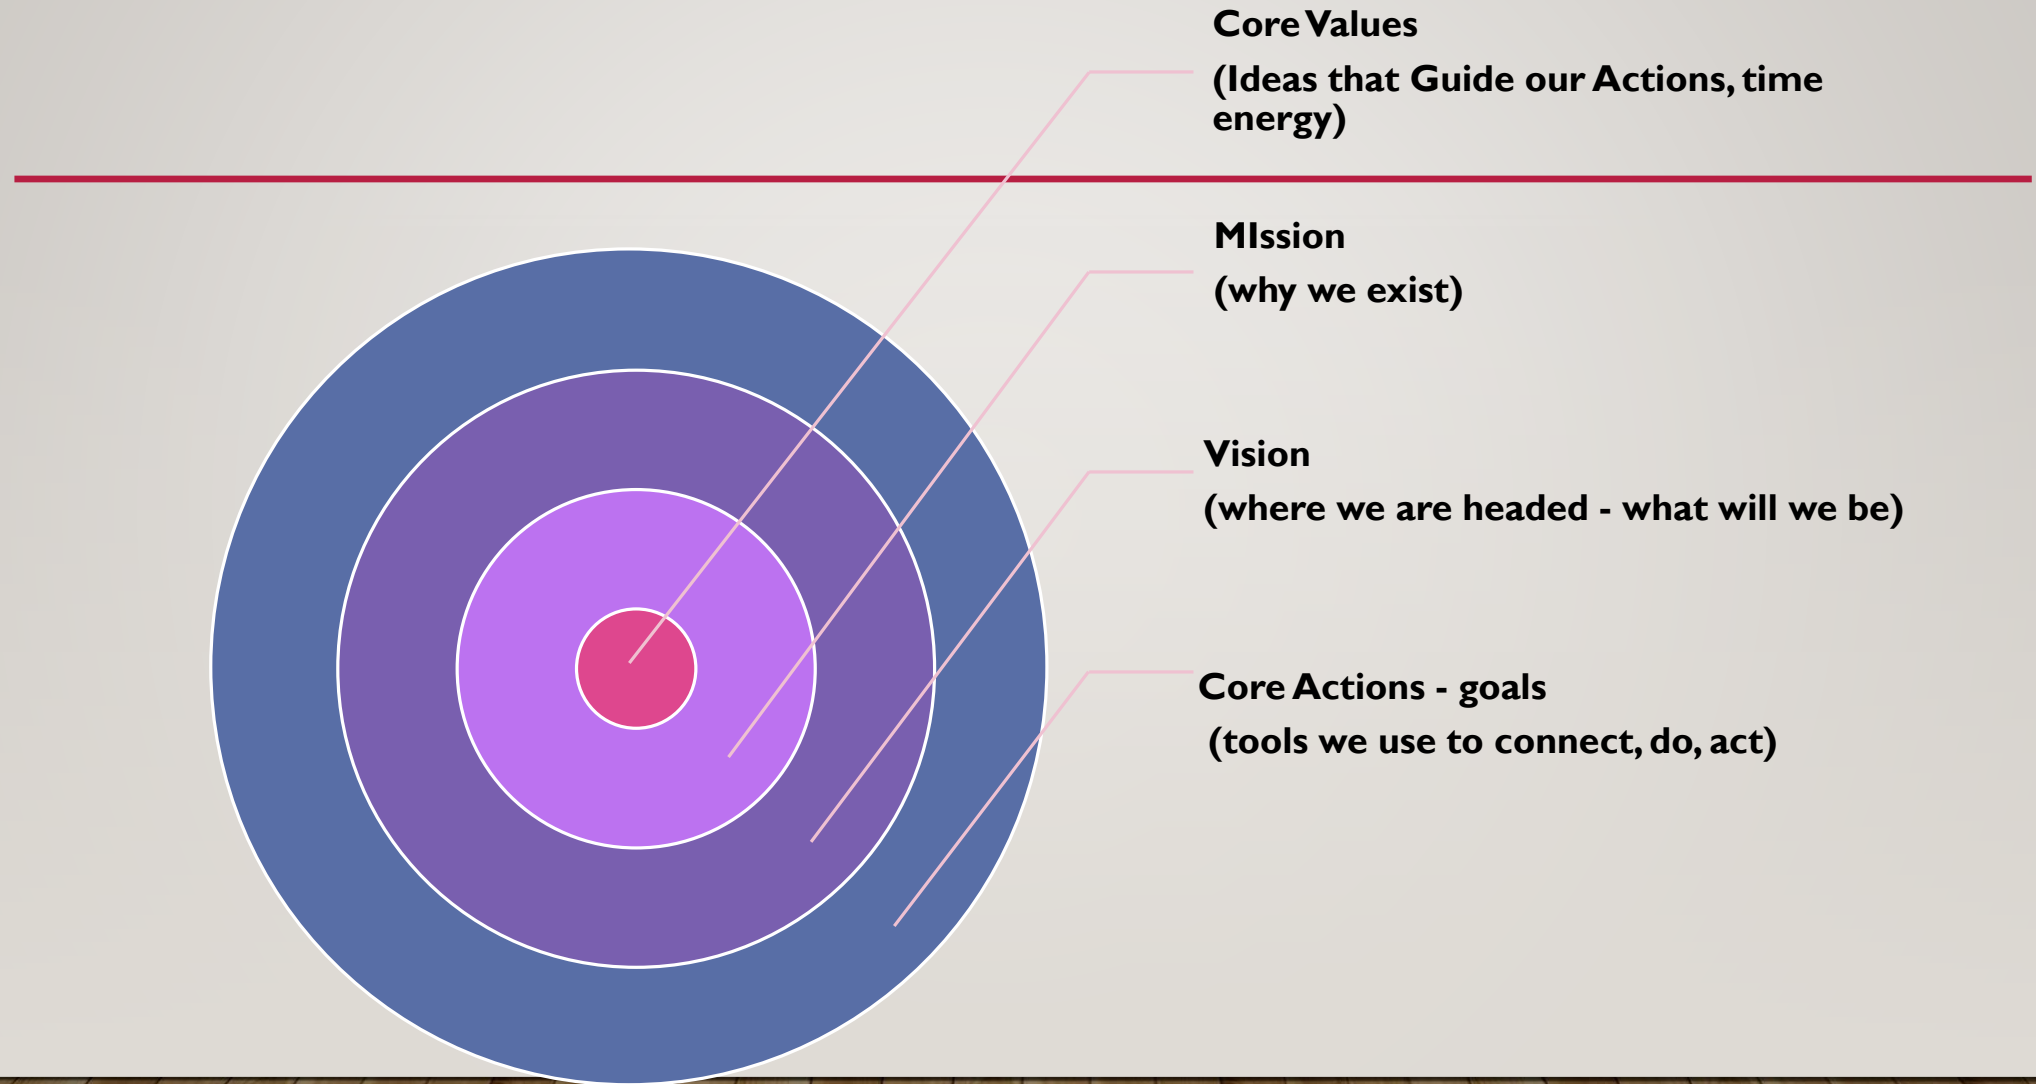 Core Values
(Ideas that Guide our Actions, time
energy)
MIssion
(why we exist)
Vision
(where we are headed - what will we be)
Core Actions - goals
(tools we use to connect, do, act)